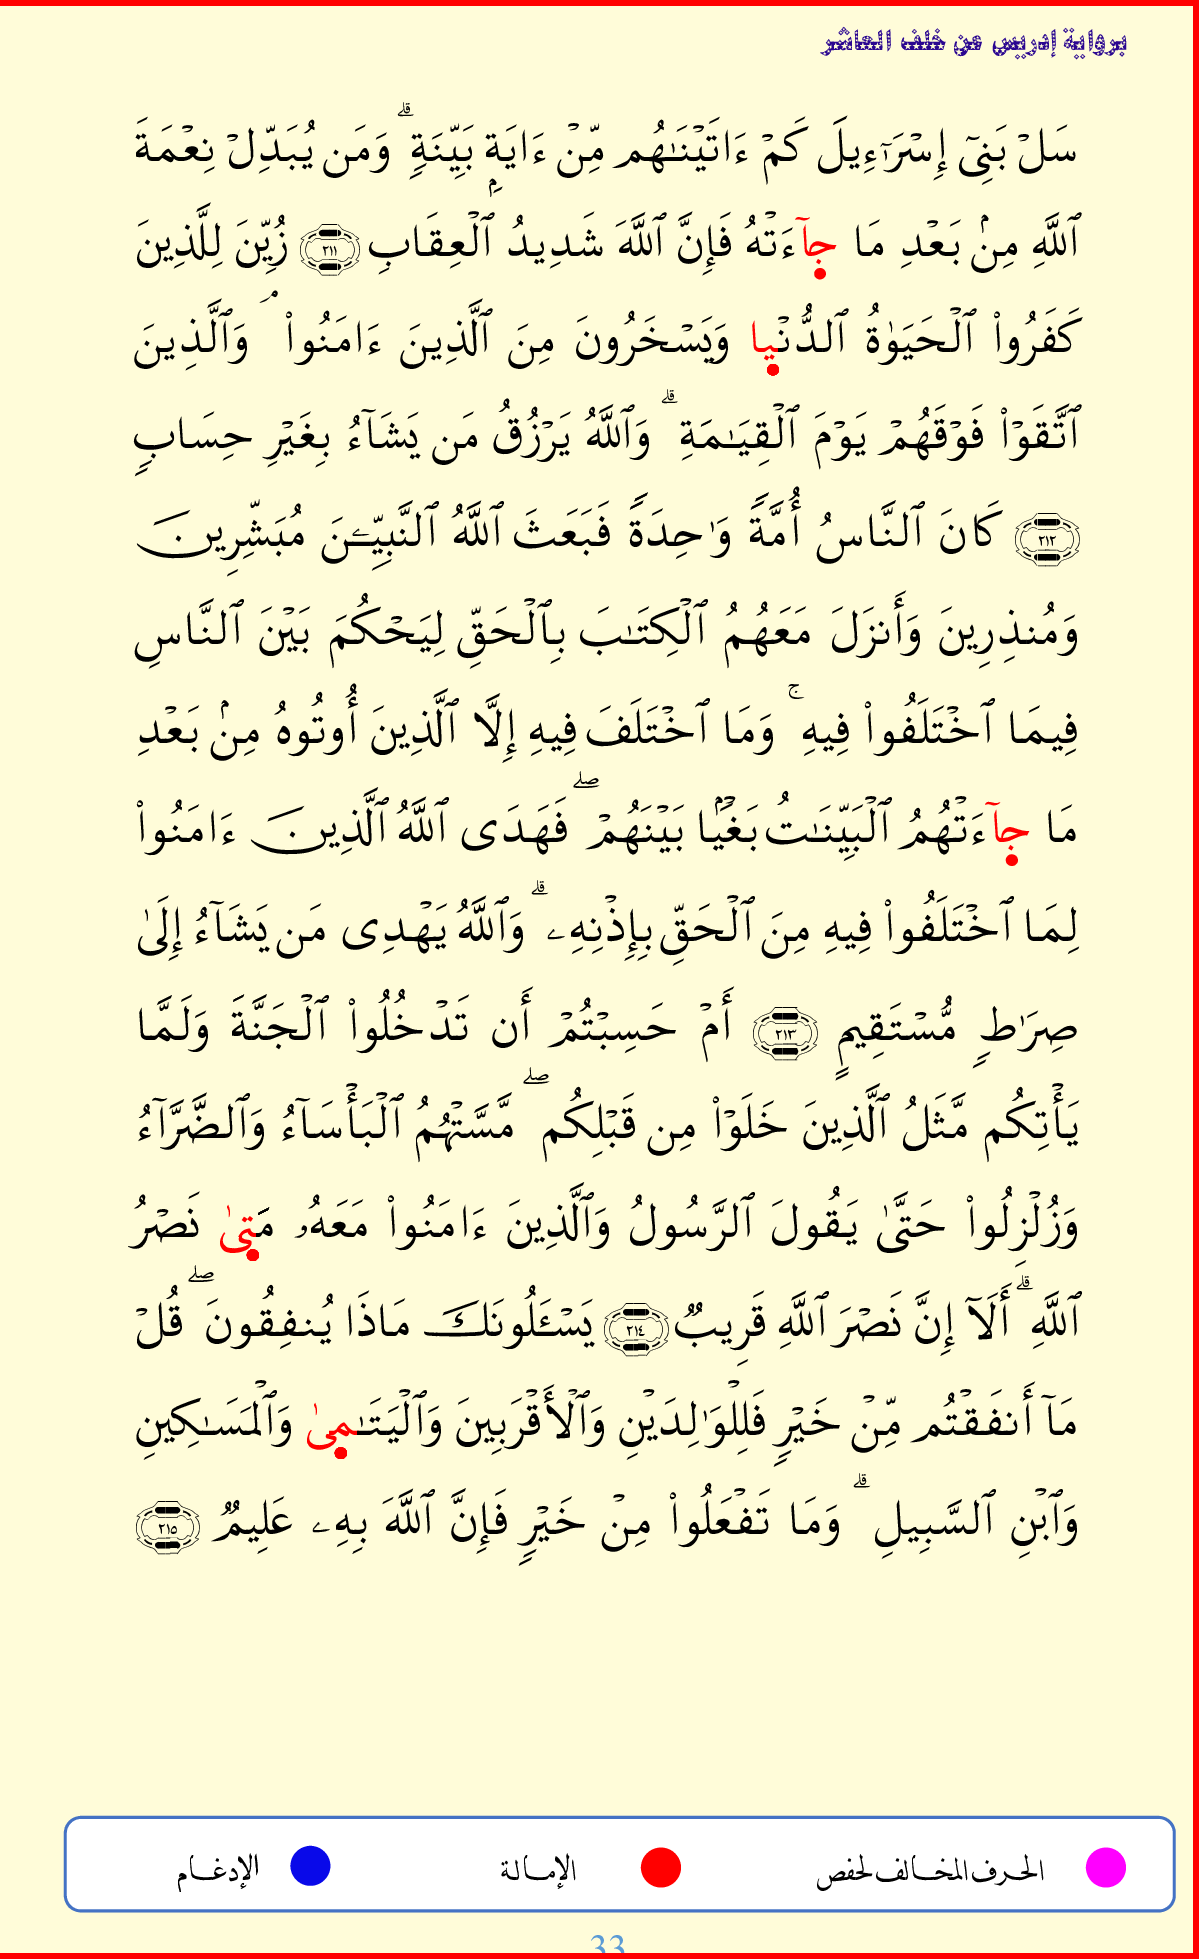 برواية إدريس عن خلف العاشر
سَلۡ بَنِيٓ إِسۡرَٰٓءِيلَ كَمۡ ءَاتَيۡنَٰهُم مِّنۡ ءَايَةِۭ بَيِّنَةٖۗ وَمَن يُبَدِّلۡ نِعۡمَةَ
ٱللَّهِ مِنۢ بَعۡدِ مَا جآءَتۡهُ فَإِنَّ ٱللَّهَ شَدِيدُ ٱلۡعِقَابِ ٢١١ زُيِّنَ لِلَّذِينَ
كَفَرُواْ ٱلۡحَيَوٰةُ ٱلدُّنۡيا وَيَسۡخَرُونَ مِنَ ٱلَّذِينَ ءَامَنُواْۘ وَٱلَّذِينَ
ٱتَّقَوۡاْ فَوۡقَهُمۡ يَوۡمَ ٱلۡقِيَٰمَةِۗ وَٱللَّهُ يَرۡزُقُ مَن يَشَآءُ بِغَيۡرِ حِسَابٖ
٢١٢ كَانَ ٱلنَّاسُ أُمَّةٗ وَٰحِدَةٗ فَبَعَثَ ٱللَّهُ ٱلنَّبِيِّـۧنَ مُبَشِّرِينَ
وَمُنذِرِينَ وَأَنزَلَ مَعَهُمُ ٱلۡكِتَٰبَ بِٱلۡحَقِّ لِيَحۡكُمَ بَيۡنَ ٱلنَّاسِ
فِيمَا ٱخۡتَلَفُواْ فِيهِۚ وَمَا ٱخۡتَلَفَ فِيهِ إِلَّا ٱلَّذِينَ أُوتُوهُ مِنۢ بَعۡدِ
مَا جآءَتۡهُمُ ٱلۡبَيِّنَٰتُ بَغۡيَۢا بَيۡنَهُمۡۖ فَهَدَى ٱللَّهُ ٱلَّذِينَ ءَامَنُواْ
لِمَا ٱخۡتَلَفُواْ فِيهِ مِنَ ٱلۡحَقِّ بِإِذۡنِهِۦۗ وَٱللَّهُ يَهۡدِي مَن يَشَآءُ إِلَىٰ
صِرَٰطٖ مُّسۡتَقِيمٍ ٢١٣ أَمۡ حَسِبۡتُمۡ أَن تَدۡخُلُواْ ٱلۡجَنَّةَ وَلَمَّا
يَأۡتِكُم مَّثَلُ ٱلَّذِينَ خَلَوۡاْ مِن قَبۡلِكُمۖ مَّسَّتۡهُمُ ٱلۡبَأۡسَآءُ وَٱلضَّرَّآءُ
وَزُلۡزِلُواْ حَتَّىٰ يَقُولَ ٱلرَّسُولُ وَٱلَّذِينَ ءَامَنُواْ مَعَهُۥ مَتىٰ نَصۡرُ
ٱللَّهِۗ أَلَآ إِنَّ نَصۡرَ ٱللَّهِ قَرِيبٞ ٢١٤ يَسۡـَٔلُونَكَ مَاذَا يُنفِقُونَۖ قُلۡ
مَآ أَنفَقۡتُم مِّنۡ خَيۡرٖ فَلِلۡوَٰلِدَيۡنِ وَٱلۡأَقۡرَبِينَ وَٱلۡيَتَٰمىٰ وَٱلۡمَسَٰكِينِ
وَٱبۡنِ ٱلسَّبِيلِۗ وَمَا تَفۡعَلُواْ مِنۡ خَيۡرٖ فَإِنَّ ٱللَّهَ بِهِۦ عَلِيمٞ ٢١٥
الحرف المخالف لحفص الإمالة الإدغام
33